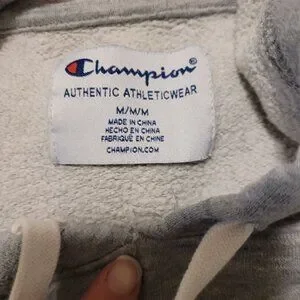 Champion®
AUTHENTIC ATHLETICWEAR
M/M/M
MADE IN CHINA
HECHO EN CHINA
FABRIQUÉ EN CHINE
CHAMPION.COM